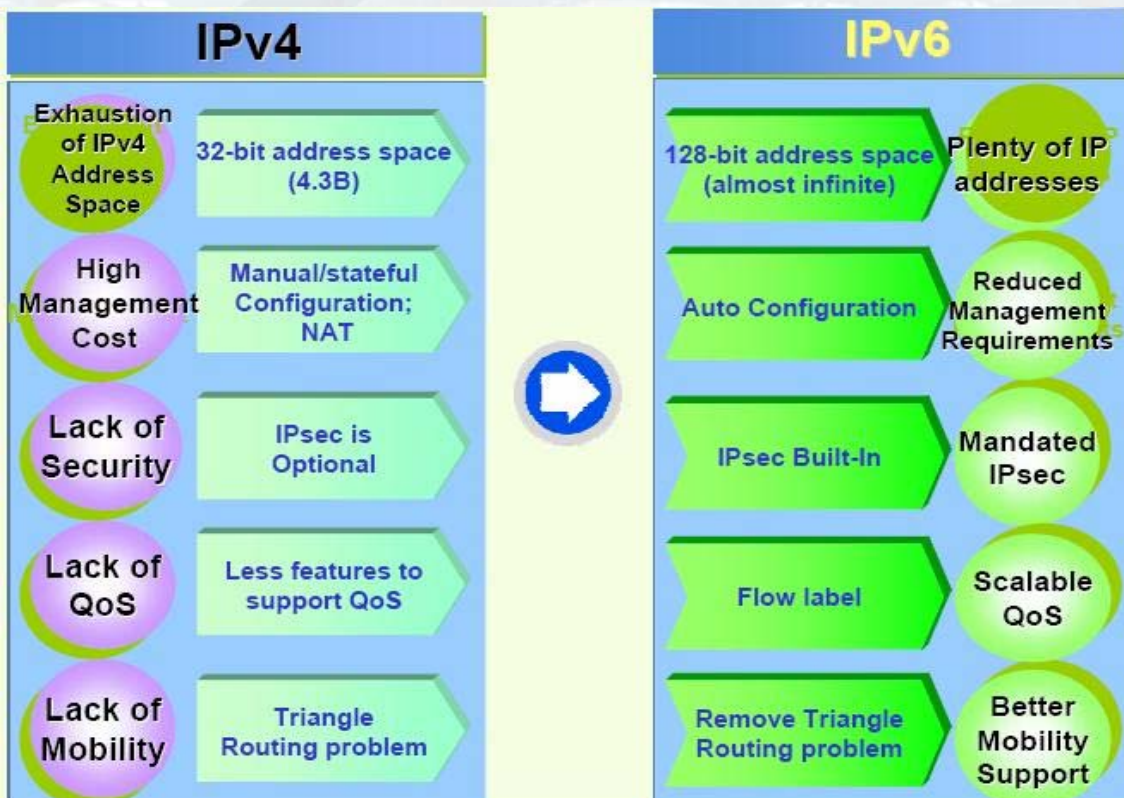 IPv4
Exhaustion
of IPv4
Address
Space
32-bit address space
(4.3B)
High
Management
Cost
Manual/stateful
Configuration;
NAT
Lack of
Security
IPsec is
Optional
Lack of
QoS
Less features to
support QoS
Lack of
Mobility
Triangle
Routing problem
IPv6
128-bit address space
(almost infinite)
Plenty of IP
addresses
Auto Configuration
Reduced
Management
Requirements
IPsec Built-In
Mandated
IPsec
Flow label
Scalable
QoS
Remove Triangle
Routing problem
Better
Mobility
Support